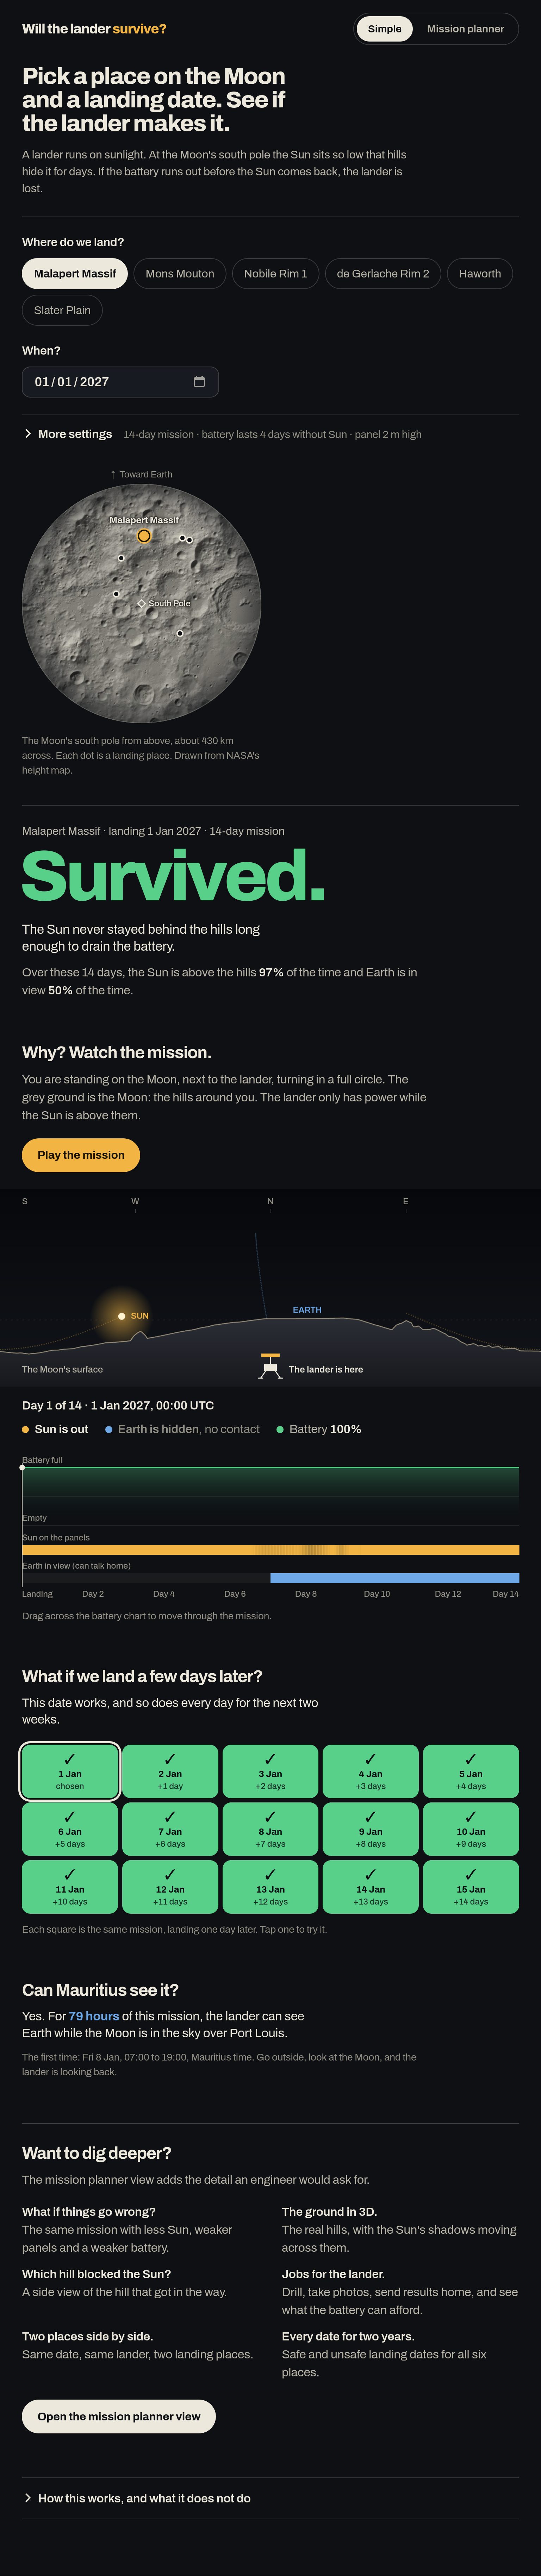 Will the lander survive?
Simple
Mission planner
Pick a place on the Moon
and a landing date. See if
the lander makes it.
A lander runs on sunlight. At the Moon's south pole the Sun sits so low that hills
hide it for days. If the battery runs out before the Sun comes back, the lander is
lost.
Where do we land?
Malapert Massif
Mons Mouton
Nobile Rim 1
de Gerlache Rim 2
Haworth
Slater Plain
When?
01/01/2027
More settings
14-day mission · battery lasts 4 days without Sun · panel 2 m high
↑ Toward Earth
Malapert Massif
South Pole
The Moon's south pole from above, about 430 km
across. Each dot is a landing place. Drawn from NASA's
height map.
Malapert Massif · landing 1 Jan 2027 · 14-day mission
Survived.
The Sun never stayed behind the hills long
enough to drain the battery.
Over these 14 days, the Sun is above the hills 97% of the time and Earth is in
view 50% of the time.
Why? Watch the mission.
You are standing on the Moon, next to the lander, turning in a full circle. The
grey ground is the Moon: the hills around you. The lander only has power while
the Sun is above them.
Play the mission
S
W
N
E
SUN
EARTH
The Moon's surface
The lander is here
Day 1 of 14 · 1 Jan 2027, 00:00 UTC
Sun is out
Earth is hidden, no contact
Battery 100%
Battery full
Empty
Sun on the panels
Earth in view (can talk home)
Landing
Day 2
Day 4
Day 6
Day 8
Day 10
Day 12
Day 14
Drag across the battery chart to move through the mission.
What if we land a few days later?
This date works, and so does every day for the next two
weeks.
✓ ✓ ✓ ✓ ✓
1 Jan 2 Jan 3 Jan 4 Jan 5 Jan
chosen +1 day +2 days +3 days +4 days
✓ ✓ ✓ ✓ ✓
6 Jan 7 Jan 8 Jan 9 Jan 10 Jan
+5 days +6 days +7 days +8 days +9 days
✓ ✓ ✓ ✓ ✓
11 Jan 12 Jan 13 Jan 14 Jan 15 Jan
+10 days +11 days +12 days +13 days +14 days
Each square is the same mission, landing one day later. Tap one to try it.
Can Mauritius see it?
Yes. For 79 hours of this mission, the lander can see
Earth while the Moon is in the sky over Port Louis.
The first time: Fri 8 Jan, 07:00 to 19:00, Mauritius time. Go outside, look at the Moon, and the
lander is looking back.
Want to dig deeper?
The mission planner view adds the detail an engineer would ask for.
What if things go wrong?
The same mission with less Sun, weaker
panels and a weaker battery.
The ground in 3D.
The real hills, with the Sun's shadows moving
across them.
Which hill blocked the Sun?
A side view of the hill that got in the way.
Jobs for the lander.
Drill, take photos, send results home, and see
what the battery can afford.
Two places side by side.
Same date, same lander, two landing places.
Every date for two years.
Safe and unsafe landing dates for all six
places.
Open the mission planner view
How this works, and what it does not do